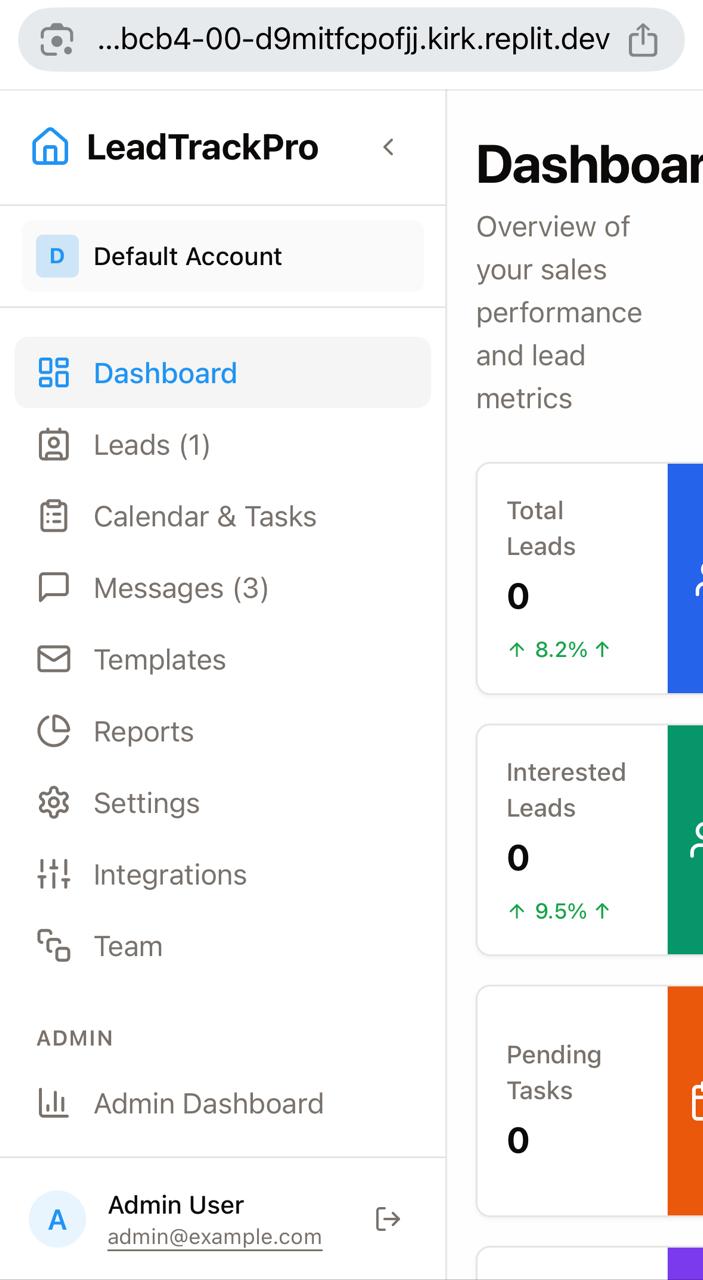 ...bcb4-00-d9mitfcpofjj.kirk.replit.dev
LeadTrackPro
D Default Account
Dashboard
Leads (1)
Calendar & Tasks
Messages (3)
Templates
Reports
Settings
Integrations
Team
ADMIN
Admin Dashboard
A Admin User
admin@example.com
Dashboar
Overview of
your sales
performance
and lead
metrics
Total
Leads
0
↑ 8.2% ↑
Interested
Leads
0
↑ 9.5% ↑
Pending
Tasks
0